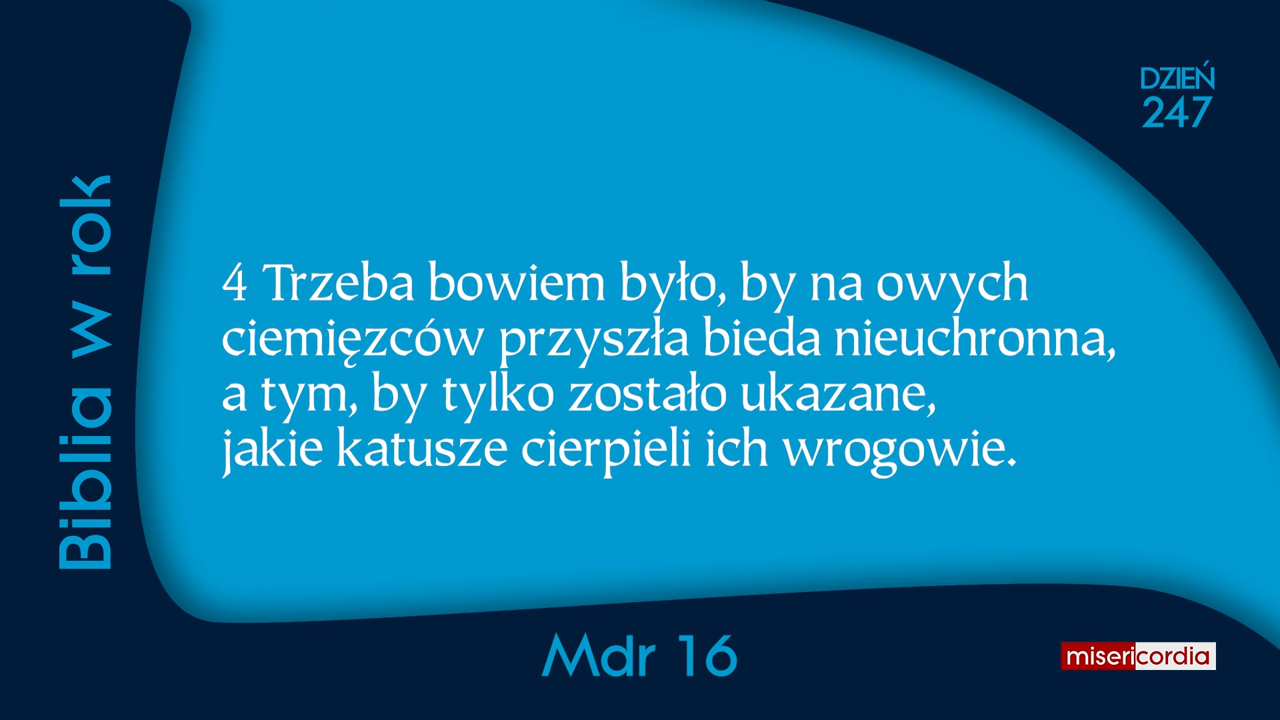 DZIEŃ
247
Biblia w rok
4 Trzeba bowiem było, by na owych
ciemięzców przyszła bieda nieuchronna,
a tym, by tylko zostało ukazane,
jakie katusze cierpieli ich wrogowie.
Mdr 16
misericordia